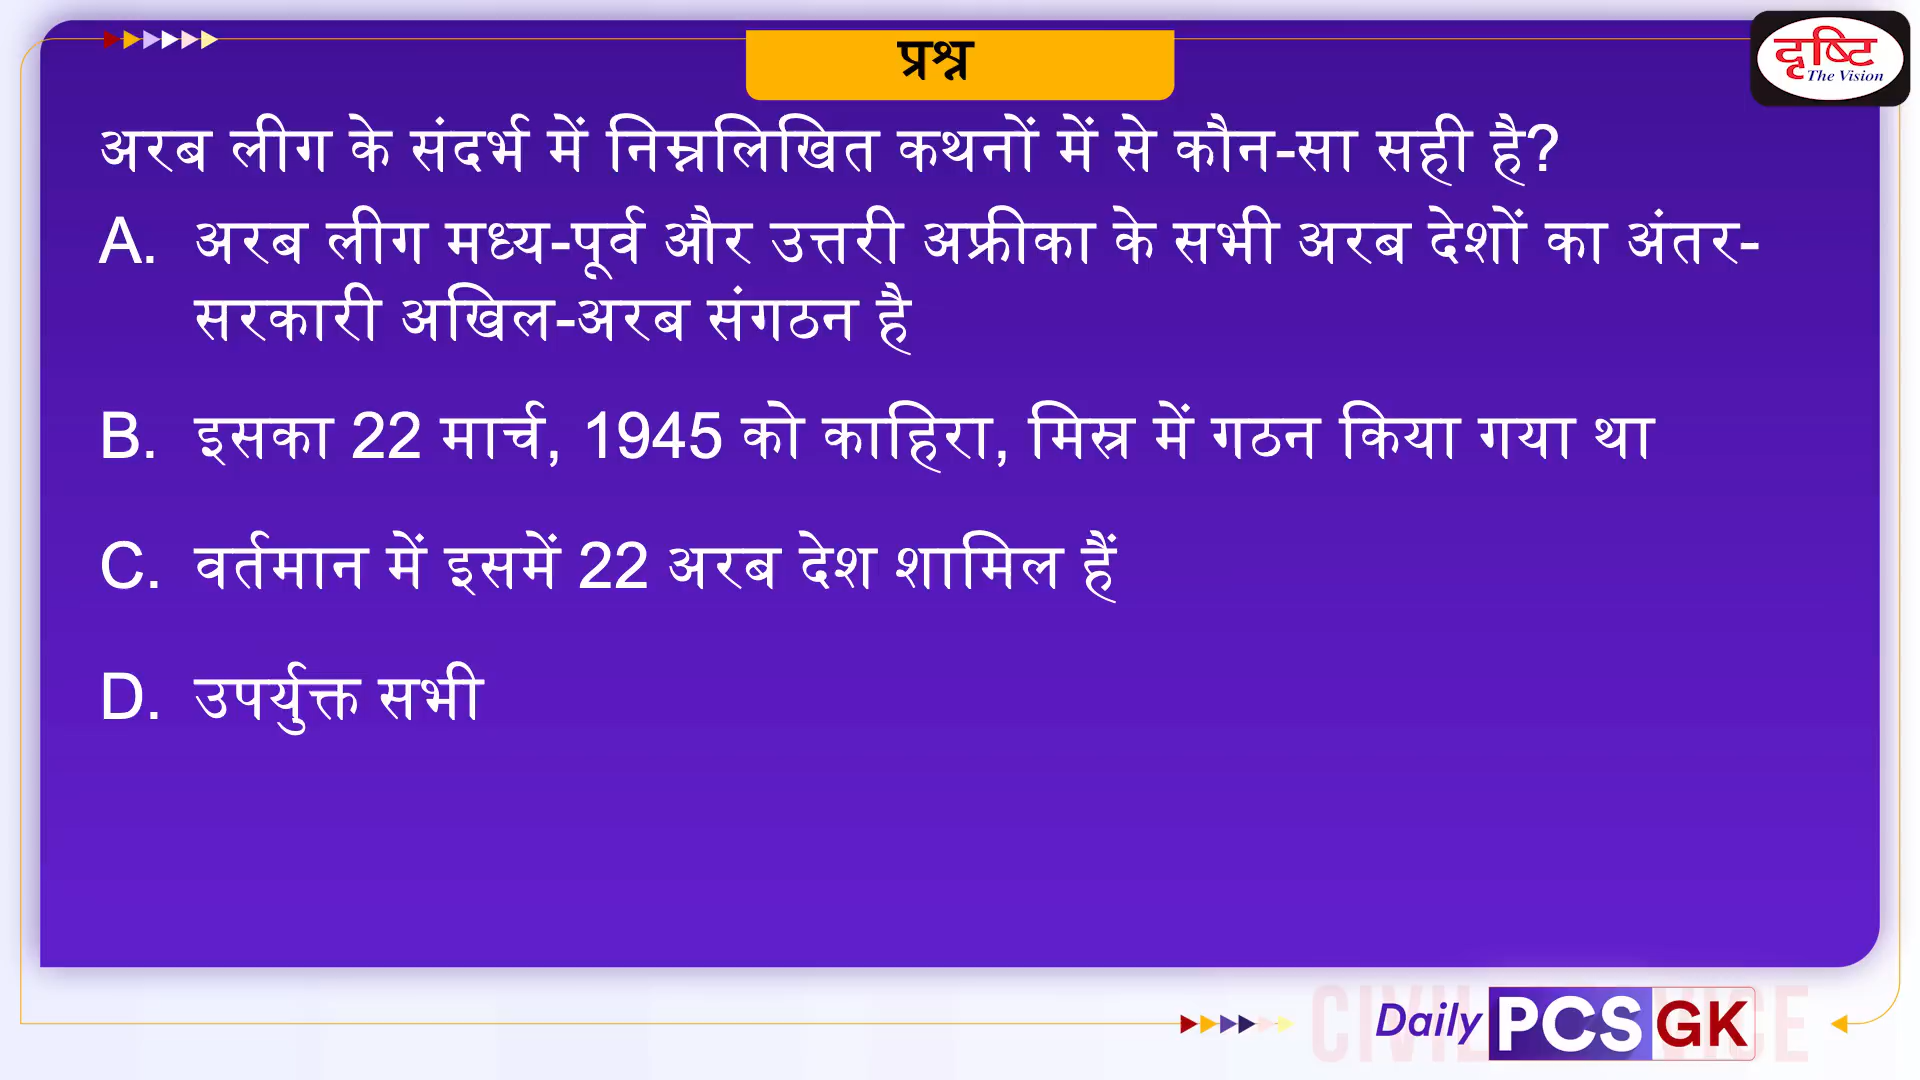 प्रश्न
दृष्टि
The Vision
अरब लीग के संदर्भ में निम्नलिखित कथनों में से कौन-सा सही है?
A. अरब लीग मध्य-पूर्व और उत्तरी अफ्रीका के सभी अरब देशों का अंतर-
सरकारी अखिल-अरब संगठन है
B. इसका 22 मार्च, 1945 को काहिरा, मिस्र में गठन किया गया था
C. वर्तमान में इसमें 22 अरब देश शामिल हैं
D. उपर्युक्त सभी
Daily PCS GK